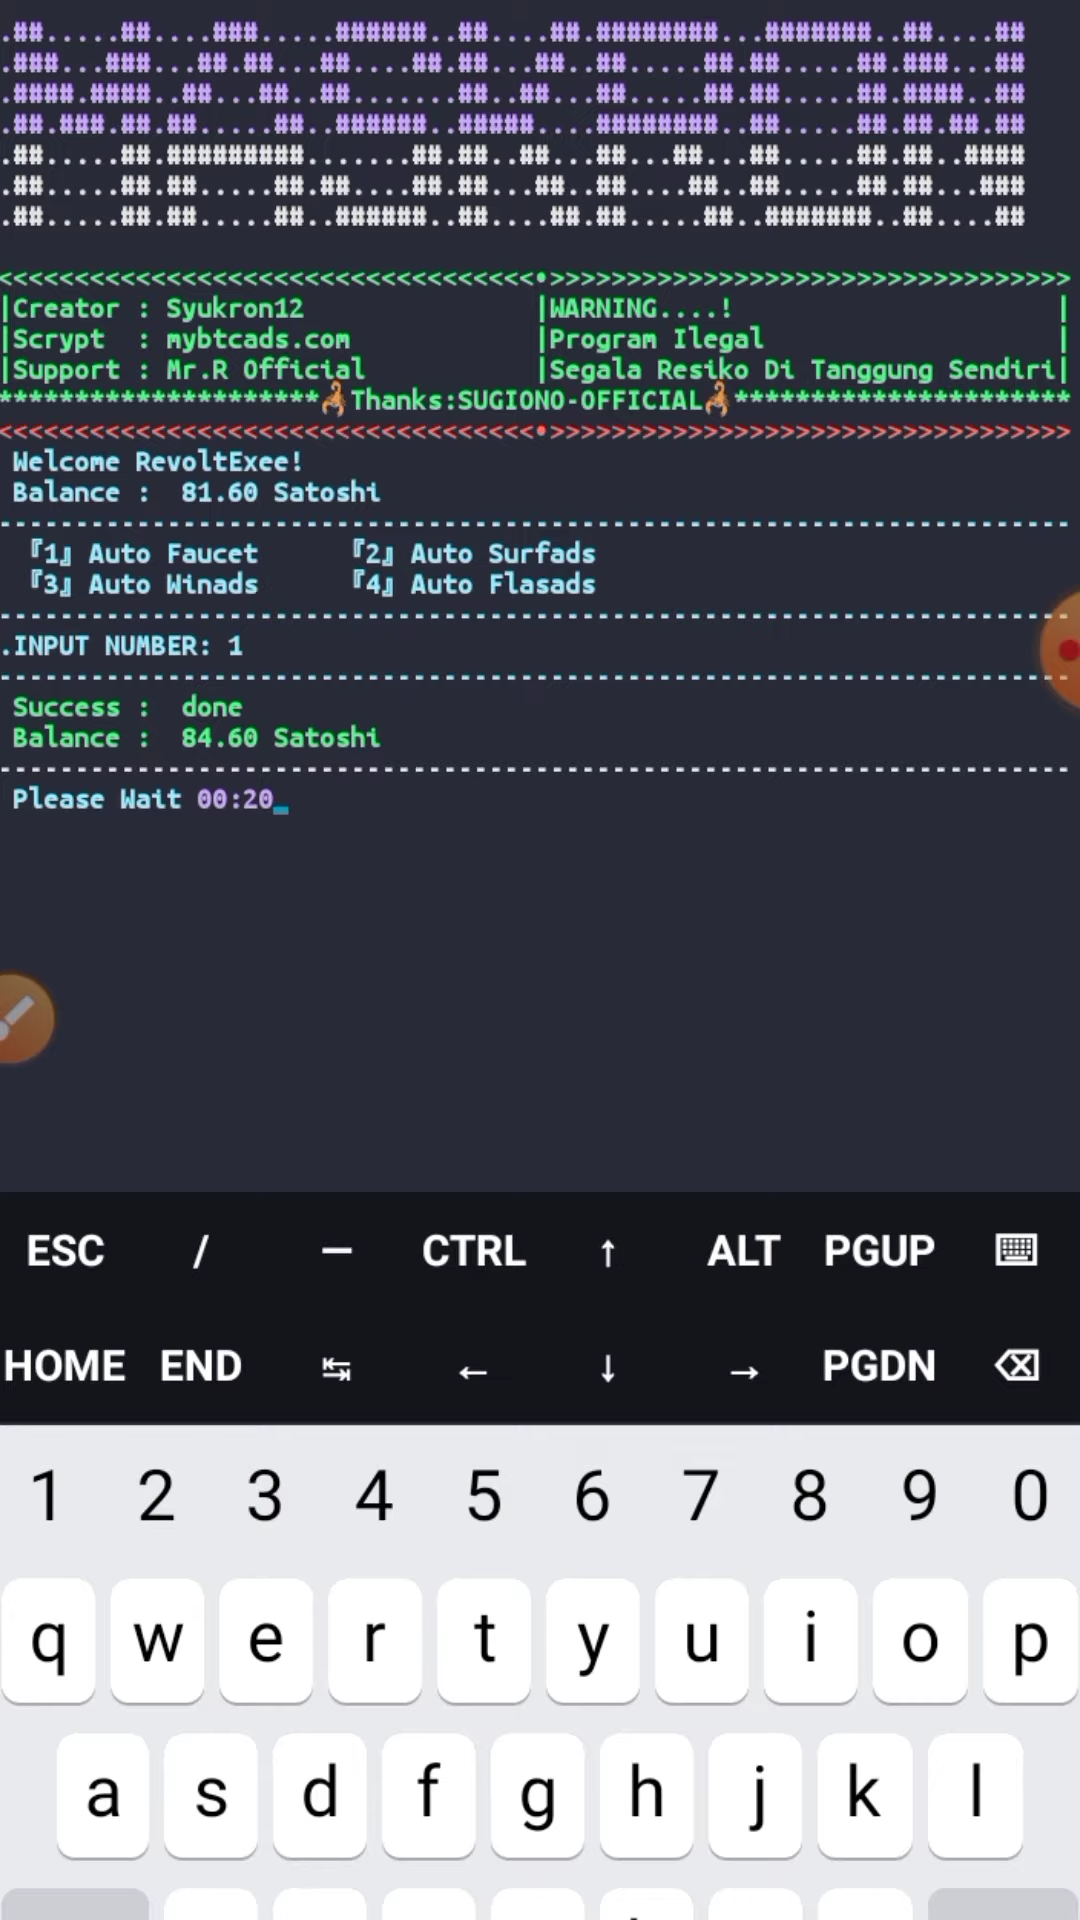 .##.....##....###.....######..##....##.########...#######..##....##
.###...###...##.##...##....##.##...##..##.....##.##.....##.###...##
.####.####..##...##..##.......##..##...##.....##.##.....##.####..##
.##.###.##.##.....##..######..#####....########..##.....##.##.##.##
.##.....##.#########.......##.##..##...##...##...##.....##.##..####
.##.....##.##.....##.##....##.##...##..##....##..##.....##.##...###
.##.....##.##.....##..######..##....##.##.....##..#######..##....##
<<<<<<<<<<<<<<<<<<<<<<<<<<<<<<<<<<<•>>>>>>>>>>>>>>>>>>>>>>>>>>>>>>>>>>
|Creator : Syukron12 |WARNING....! |
|Scrypt : mybtcads.com |Program Ilegal |
|Support : Mr.R Official |Segala Resiko Di Tanggung Sendiri|
*********************🦂Thanks:SUGIONO-OFFICIAL🦂**********************
<<<<<<<<<<<<<<<<<<<<<<<<<<<<<<<<<<<•>>>>>>>>>>>>>>>>>>>>>>>>>>>>>>>>>>
Welcome RevoltExee!
Balance : 81.60 Satoshi
----------------------------------------------------------------------
『1』Auto Faucet 『2』Auto Surfads
『3』Auto Winads 『4』Auto Flasads
----------------------------------------------------------------------
.INPUT NUMBER: 1
----------------------------------------------------------------------
Success : done
Balance : 84.60 Satoshi
----------------------------------------------------------------------
Please Wait 00:20
ESC / — CTRL ↑ ALT PGUP
HOME END ↹ ← ↓ → PGDN
1 2 3 4 5 6 7 8 9 0
q w e r t y u i o p
a s d f g h j k l